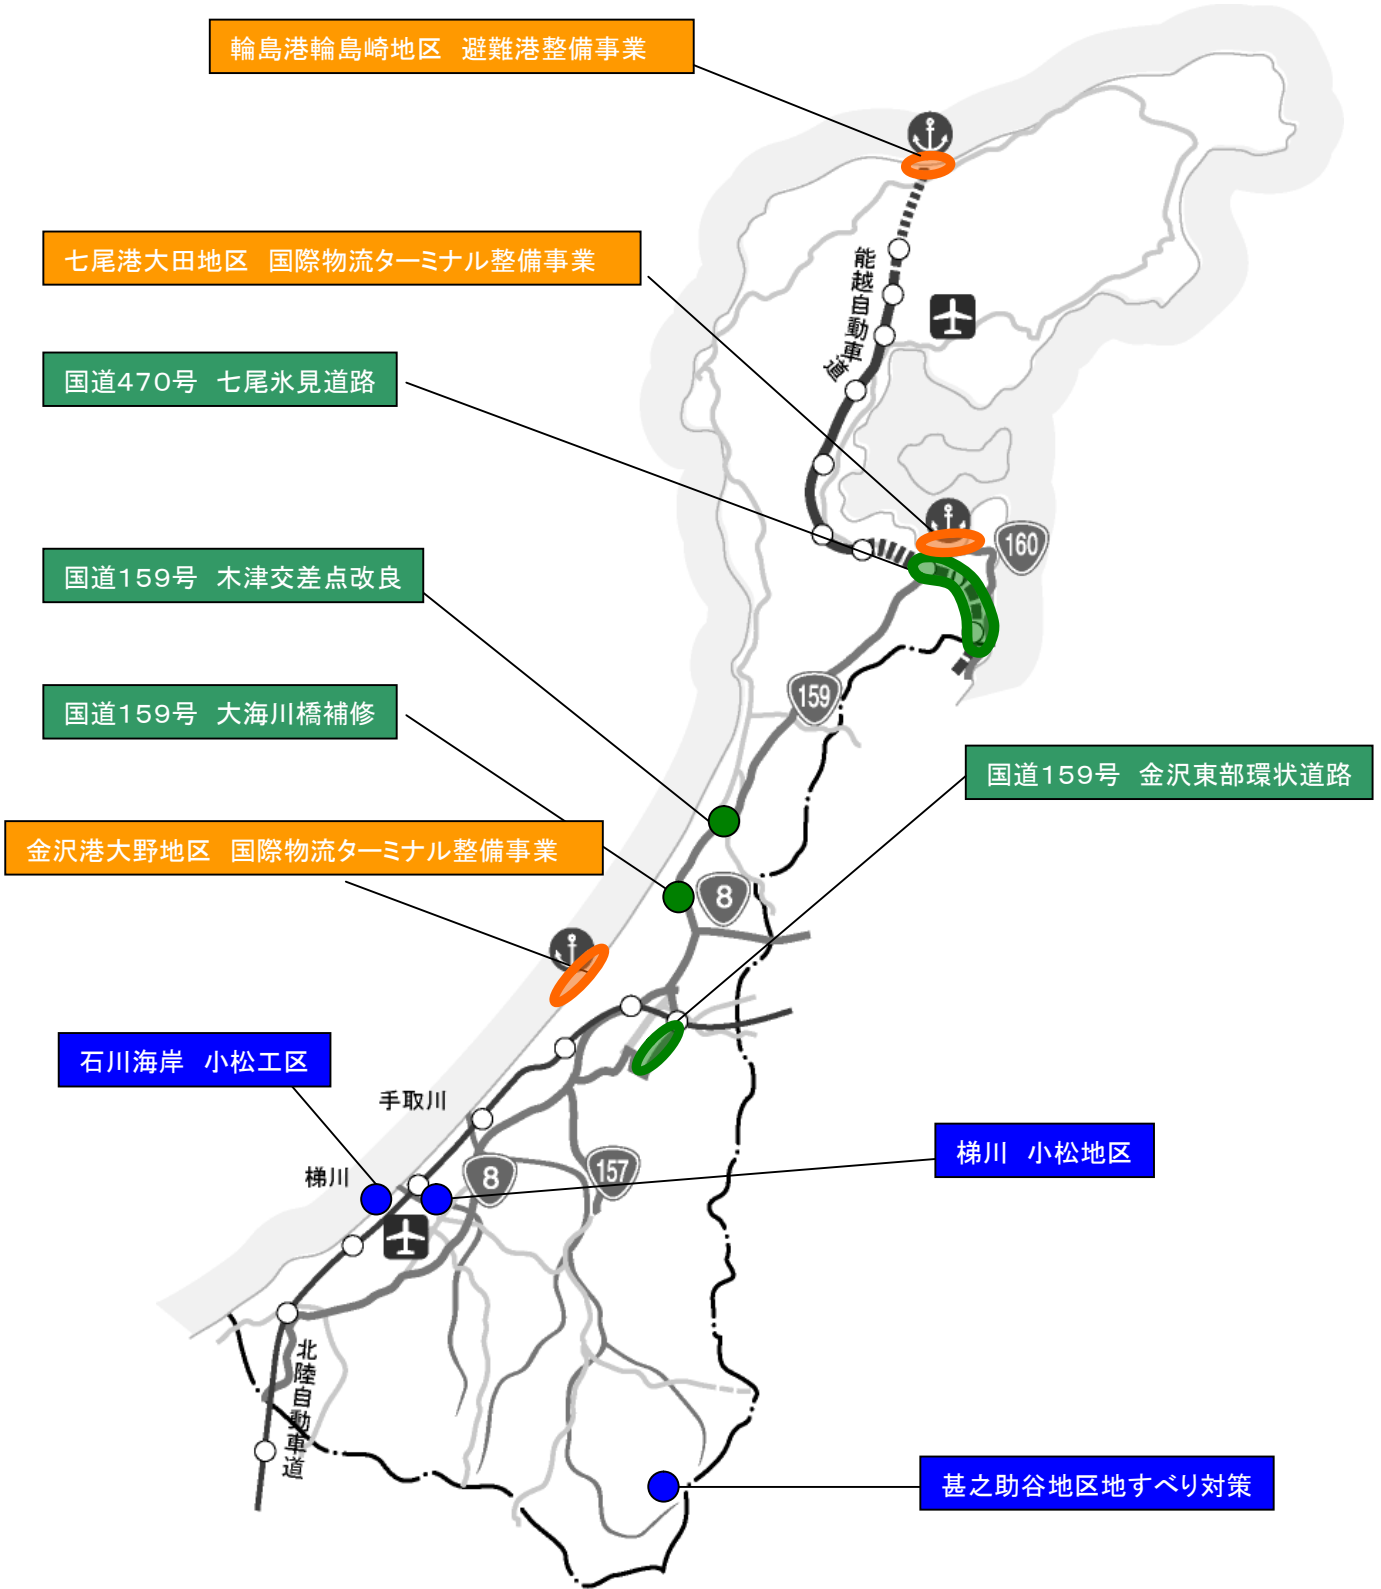 輪島港輪島崎地区　避難港整備事業
七尾港大田地区　国際物流ターミナル整備事業
能越自動車道
国道470号　七尾氷見道路
160
国道159号　木津交差点改良
159
国道159号　大海川橋補修
国道159号　金沢東部環状道路
金沢港大野地区　国際物流ターミナル整備事業
8
石川海岸　小松工区
手取川
梯川　小松地区
梯川
8
157
北陸自動車道
甚之助谷地区地すべり対策